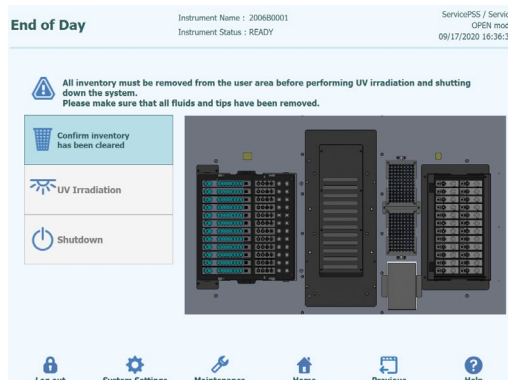 End of Day
Instrument Name : 2006B0001
Instrument Status : READY
ServicePSS / Servic
OPEN mod
09/17/2020 16:36:3
All inventory must be removed from the user area before performing UV irradiation and shutting
down the system.
Please make sure that all fluids and tips have been removed.
Confirm inventory
has been cleared
UV Irradiation
Shutdown
Log out
System Settings
Maintenance
Home
Previous
Help